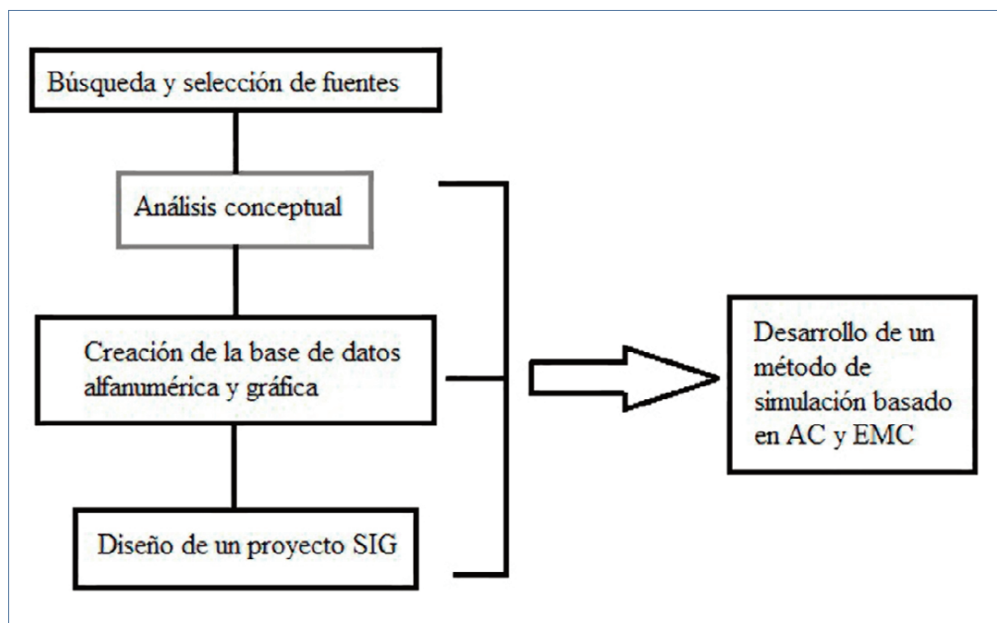 Búsqueda y selección de fuentes
Análisis conceptual
Creación de la base de datos
alfanumérica y gráfica
Diseño de un proyecto SIG
Desarrollo de un
método de
simulación basado
en AC y EMC